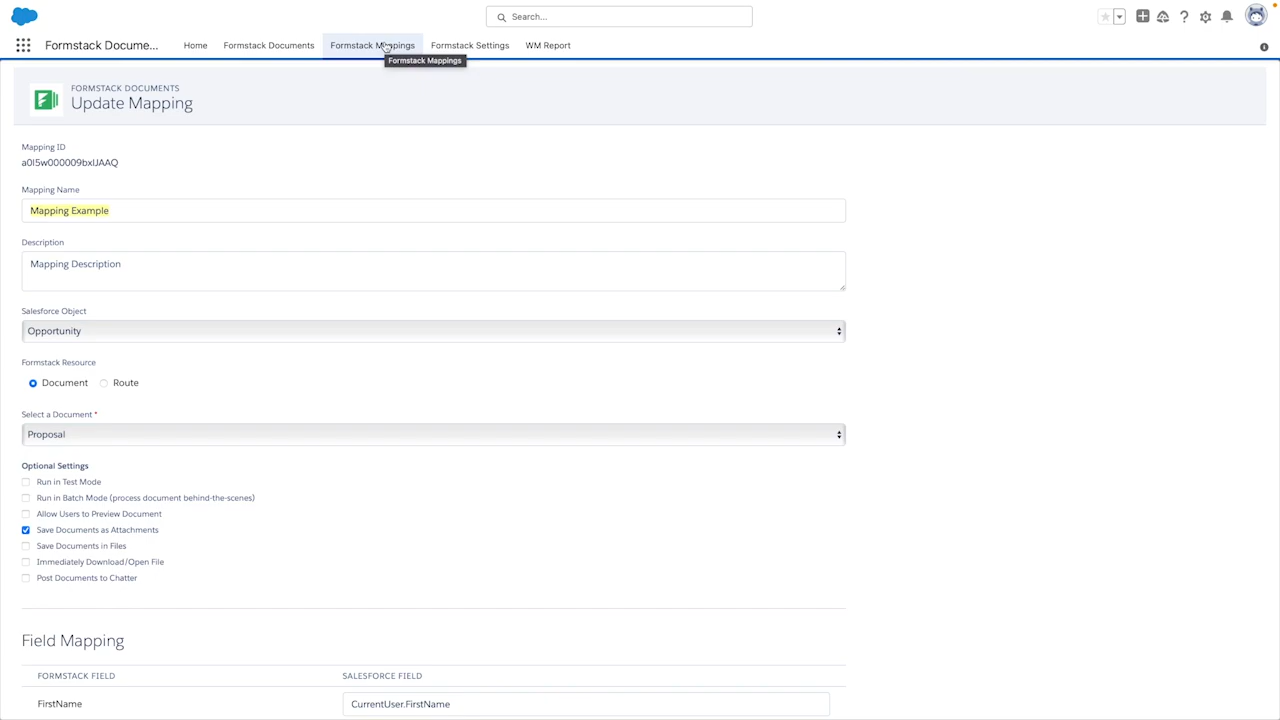 Search...
Formstack Docume... Home Formstack Documents Formstack Mappings Formstack Settings WM Report
Formstack Mappings
FORMSTACK DOCUMENTS
Update Mapping
Mapping ID
a0I5w000009bxIJAAQ
Mapping Name
Mapping Example
Description
Mapping Description
Salesforce Object
Opportunity
Formstack Resource
Document Route
Select a Document *
Proposal
Optional Settings
Run in Test Mode
Run in Batch Mode (process document behind-the-scenes)
Allow Users to Preview Document
Save Documents as Attachments
Save Documents in Files
Immediately Download/Open File
Post Documents to Chatter
Field Mapping
FORMSTACK FIELD SALESFORCE FIELD
FirstName CurrentUser.FirstName